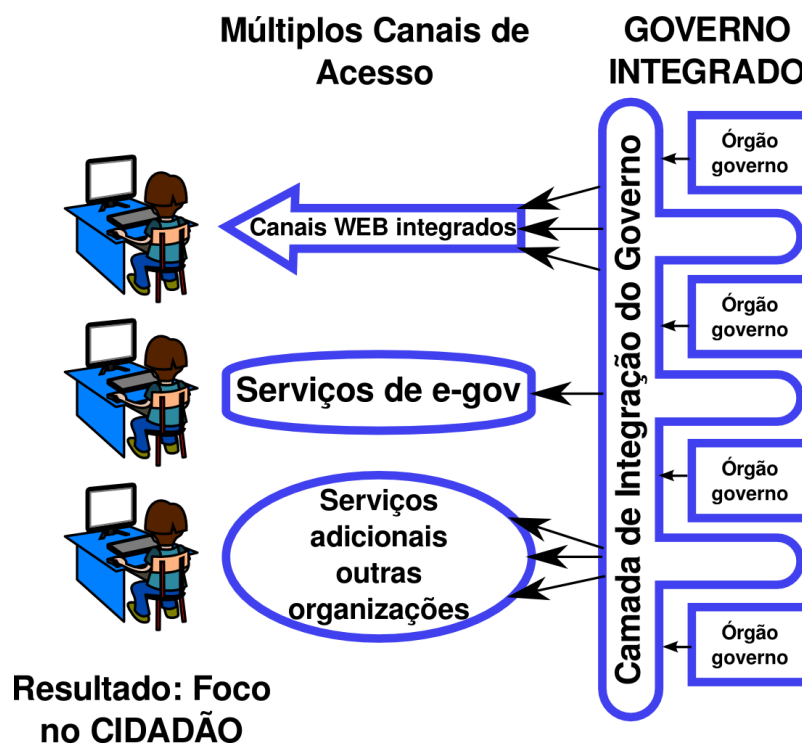 Múltiplos Canais de
Acesso
GOVERNO
INTEGRADO
Órgão
governo
Canais WEB integrados
Camada de Integração do Governo
Órgão
governo
Serviços de e-gov
Órgão
governo
Serviços
adicionais
outras
organizações
Órgão
governo
Resultado: Foco
no CIDADÃO